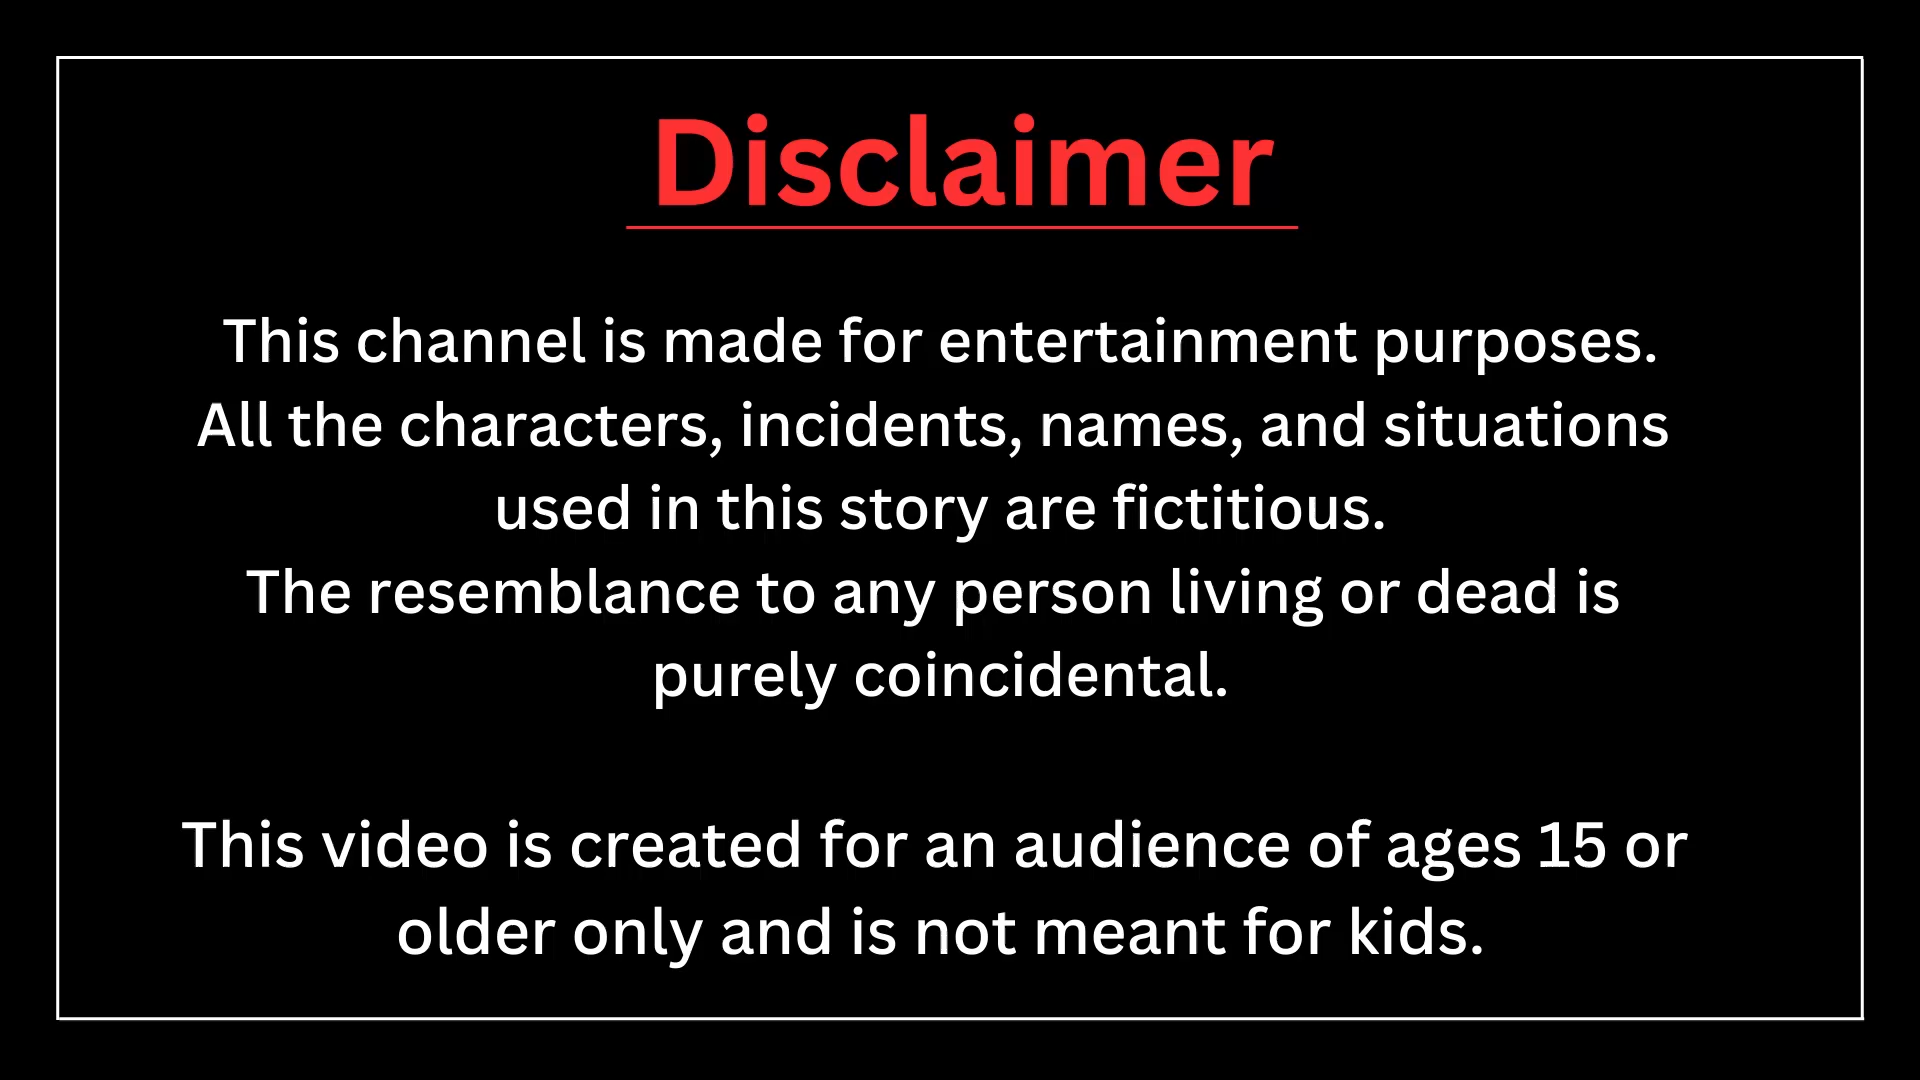 Disclaimer
This channel is made for entertainment purposes.
All the characters, incidents, names, and situations
used in this story are fictitious.
The resemblance to any person living or dead is
purely coincidental.
This video is created for an audience of ages 15 or
older only and is not meant for kids.